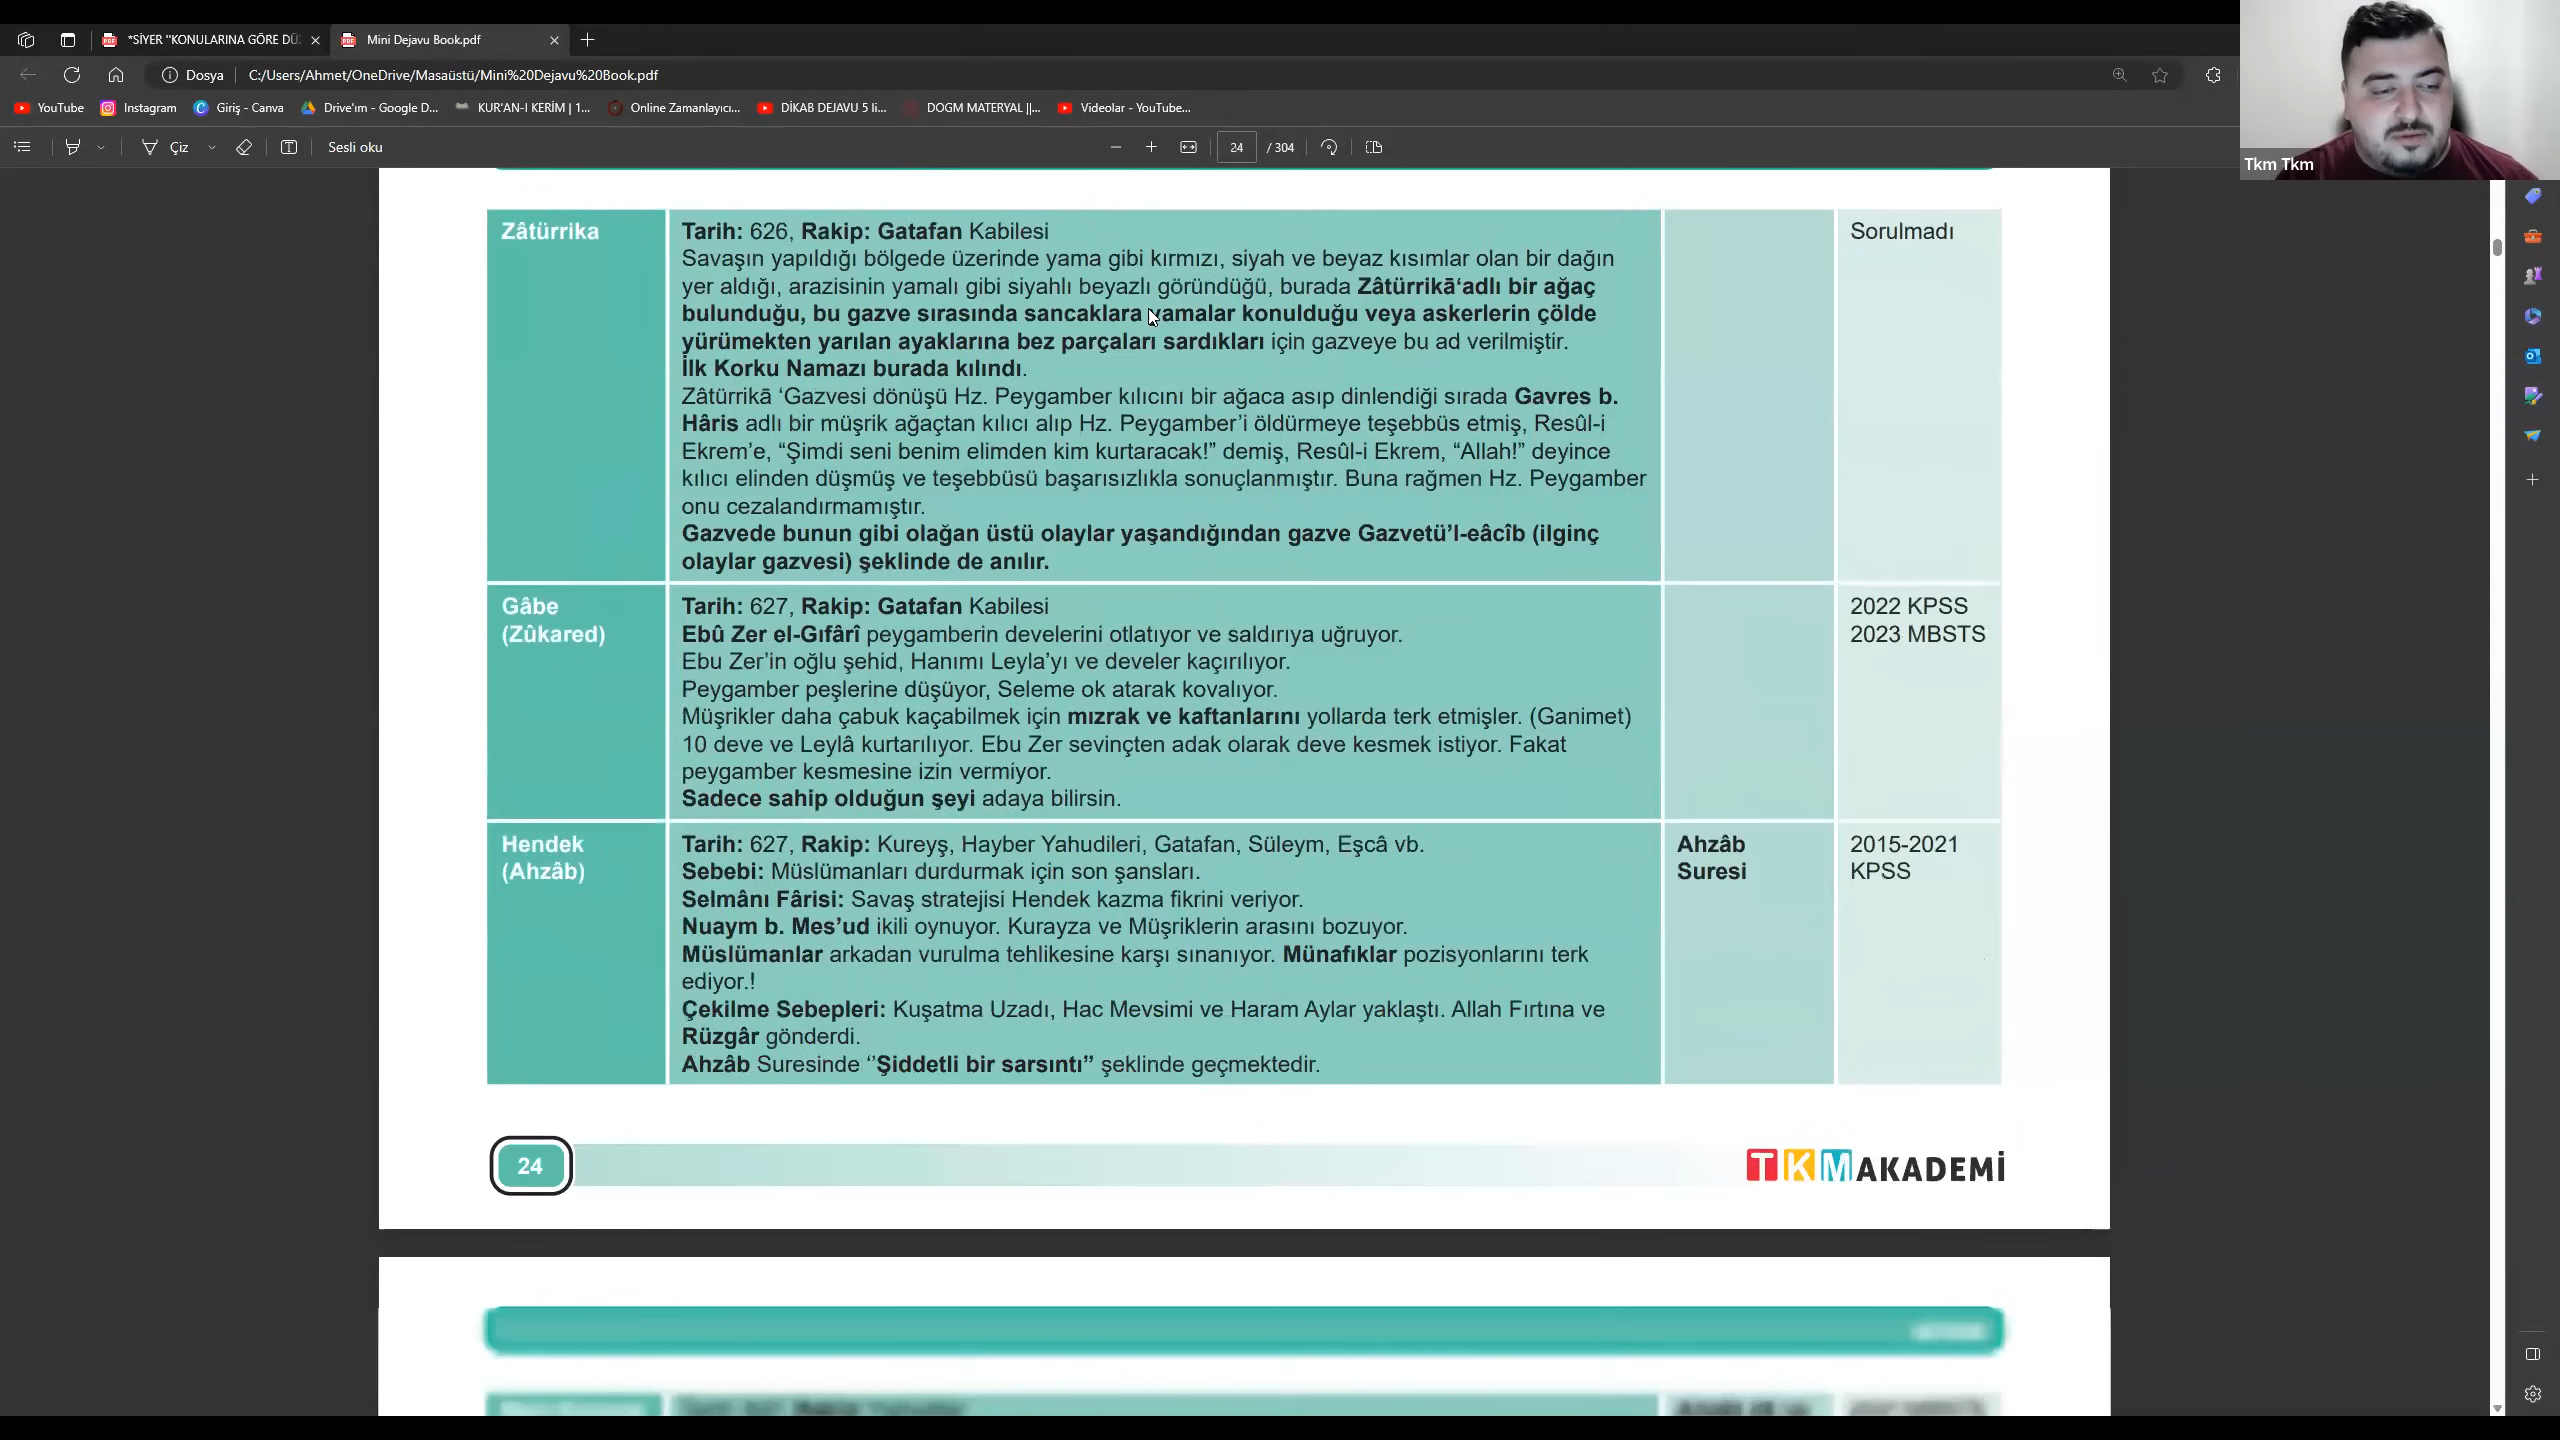 *SİYER "KONULARINA GÖRE DÜZ
Mini Dejavu Book.pdf
Dosya
C:/Users/Ahmet/OneDrive/Masaüstü/Mini%20Dejavu%20Book.pdf
YouTube
Instagram
Giriş - Canva
Drive'ım - Google D...
KUR'AN-I KERİM | 1...
Online Zamanlayıcı...
DİKAB DEJAVU 5 li...
DOGM MATERYAL ||...
Videolar - YouTube...
Çiz
Sesli oku
24 / 304
Tkm Tkm
Zâtürrika
Tarih: 626, Rakip: Gatafan Kabilesi
Savaşın yapıldığı bölgede üzerinde yama gibi kırmızı, siyah ve beyaz kısımlar olan bir dağın
yer aldığı, arazisinin yamalı gibi siyahlı beyazlı göründüğü, burada Zâtürrikā‘adlı bir ağaç
bulunduğu, bu gazve sırasında sancaklara yamalar konulduğu veya askerlerin çölde
yürümekten yarılan ayaklarına bez parçaları sardıkları için gazveye bu ad verilmiştir.
İlk Korku Namazı burada kılındı.
Zâtürrikā ‘Gazvesi dönüşü Hz. Peygamber kılıcını bir ağaca asıp dinlendiği sırada Gavres b.
Hâris adlı bir müşrik ağaçtan kılıcı alıp Hz. Peygamber’i öldürmeye teşebbüs etmiş, Resûl-i
Ekrem’e, “Şimdi seni benim elimden kim kurtaracak!” demiş, Resûl-i Ekrem, “Allah!” deyince
kılıcı elinden düşmüş ve teşebbüsü başarısızlıkla sonuçlanmıştır. Buna rağmen Hz. Peygamber
onu cezalandırmamıştır.
Gazvede bunun gibi olağan üstü olaylar yaşandığından gazve Gazvetü’l-eâcîb (ilginç
olaylar gazvesi) şeklinde de anılır.
Sorulmadı
Gâbe
(Zûkared)
Tarih: 627, Rakip: Gatafan Kabilesi
Ebû Zer el-Gıfârî peygamberin develerini otlatıyor ve saldırıya uğruyor.
Ebu Zer’in oğlu şehid, Hanımı Leyla’yı ve develer kaçırılıyor.
Peygamber peşlerine düşüyor, Seleme ok atarak kovalıyor.
Müşrikler daha çabuk kaçabilmek için mızrak ve kaftanlarını yollarda terk etmişler. (Ganimet)
10 deve ve Leylâ kurtarılıyor. Ebu Zer sevinçten adak olarak deve kesmek istiyor. Fakat
peygamber kesmesine izin vermiyor.
Sadece sahip olduğun şeyi adaya bilirsin.
2022 KPSS
2023 MBSTS
Hendek
(Ahzâb)
Tarih: 627, Rakip: Kureyş, Hayber Yahudileri, Gatafan, Süleym, Eşcâ vb.
Sebebi: Müslümanları durdurmak için son şansları.
Selmânı Fârisi: Savaş stratejisi Hendek kazma fikrini veriyor.
Nuaym b. Mes’ud ikili oynuyor. Kurayza ve Müşriklerin arasını bozuyor.
Müslümanlar arkadan vurulma tehlikesine karşı sınanıyor. Münafıklar pozisyonlarını terk
ediyor.!
Çekilme Sebepleri: Kuşatma Uzadı, Hac Mevsimi ve Haram Aylar yaklaştı. Allah Fırtına ve
Rüzgâr gönderdi.
Ahzâb Suresinde ‘’Şiddetli bir sarsıntı” şeklinde geçmektedir.
Ahzâb
Suresi
2015-2021
KPSS
24
TKM AKADEMİ